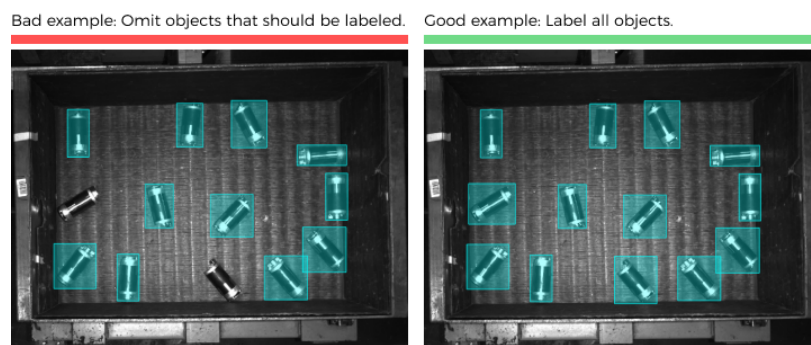 Bad example: Omit objects that should be labeled.
Good example: Label all objects.